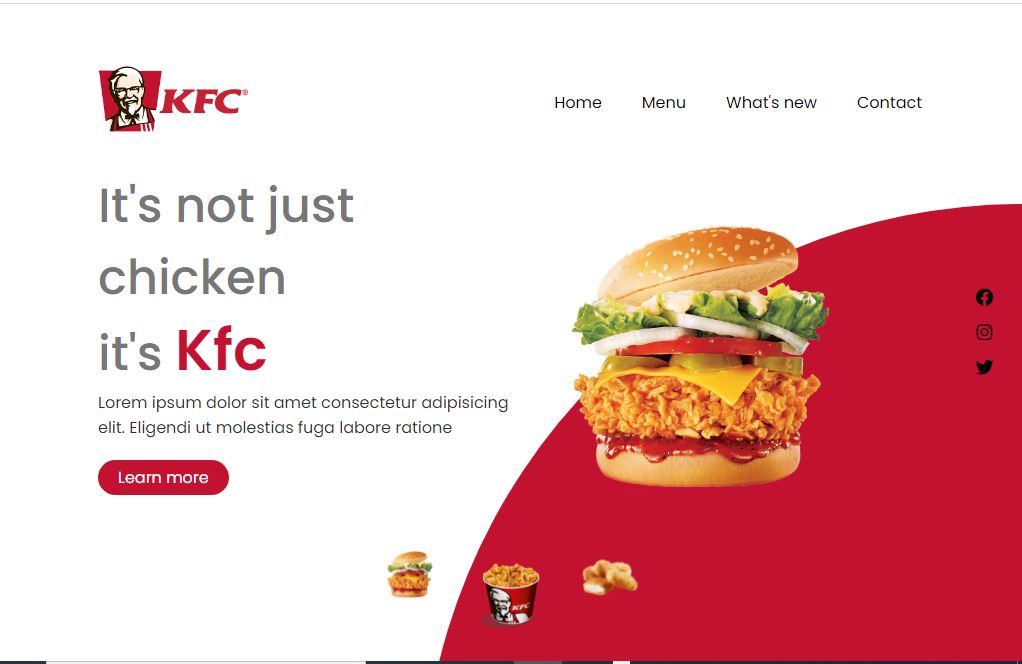 KFC®
Home Menu What's new Contact
It's not just
chicken
it's Kfc
Lorem ipsum dolor sit amet consectetur adipisicing
elit. Eligendi ut molestias fuga labore ratione
Learn more
KFC